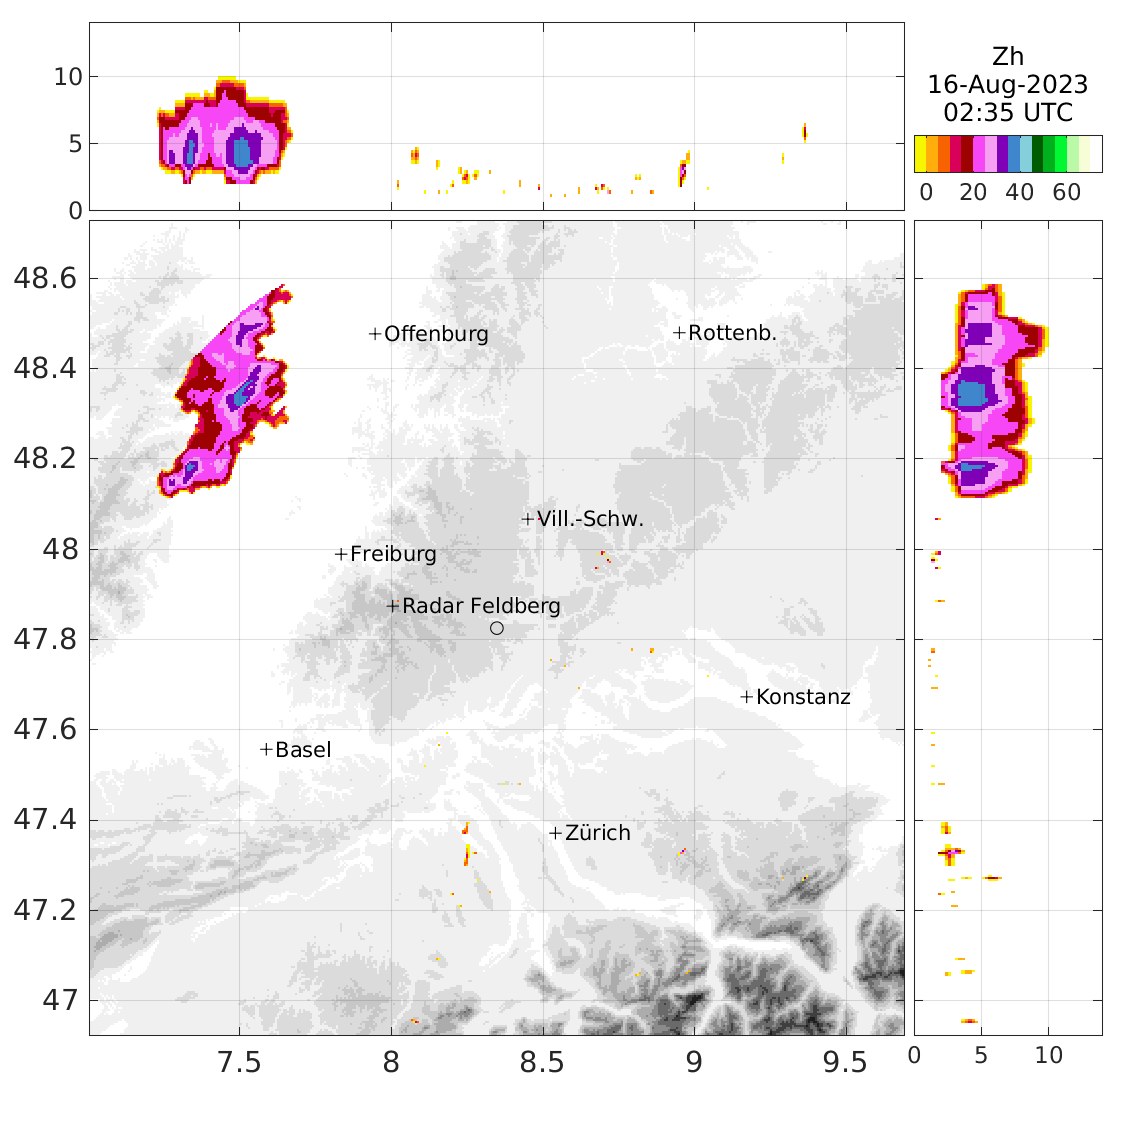 10
5
0
Zh
16-Aug-2023
02:35 UTC
0 20 40 60
48.6
48.4
48.2
48
47.8
47.6
47.4
47.2
47
Offenburg
Rottenb.
Vill.-Schw.
Freiburg
Radar Feldberg
Konstanz
Basel
Zürich
7.5 8 8.5 9 9.5
0 5 10